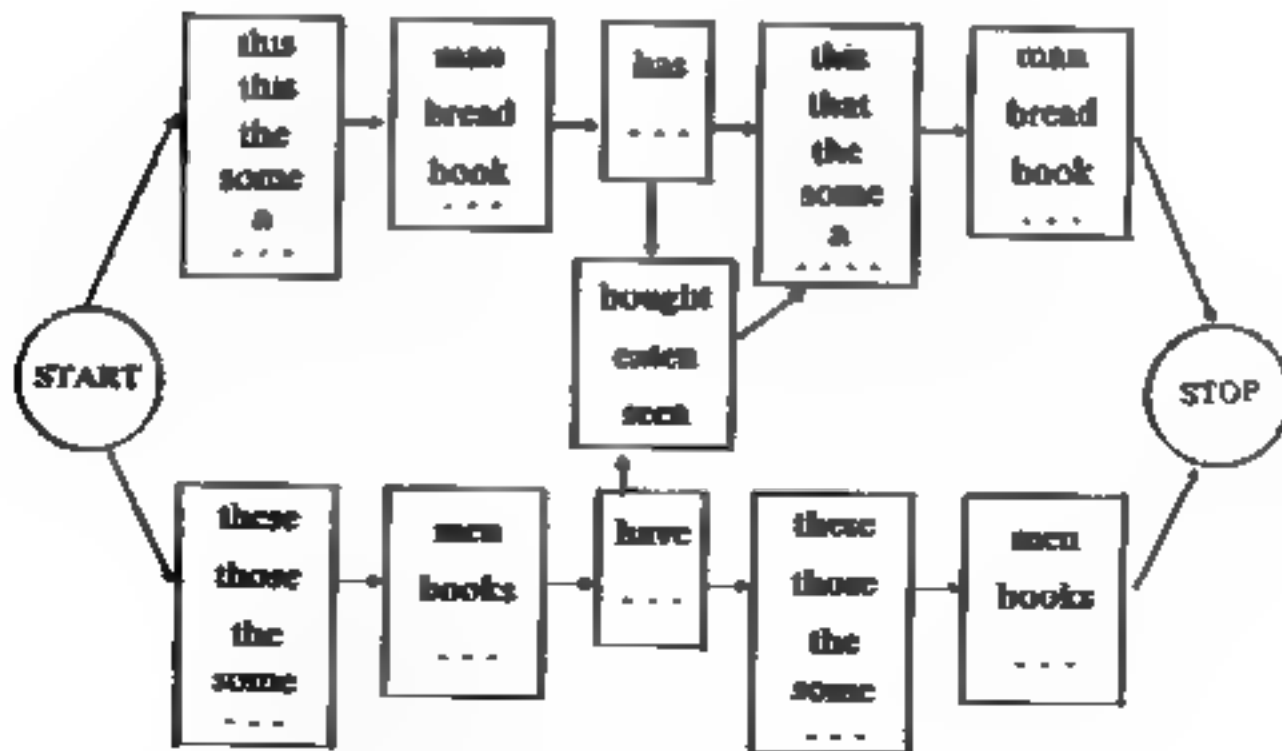 this
this
the
some
a
. . .
man
bread
book
. . .
has
. . .
this
that
the
some
a
. . . .
man
bread
book
. . .
bought
eaten
seen
START
STOP
these
those
the
some
. . .
men
books
. . .
have
. . .
these
those
the
some
. . .
men
books
. . .